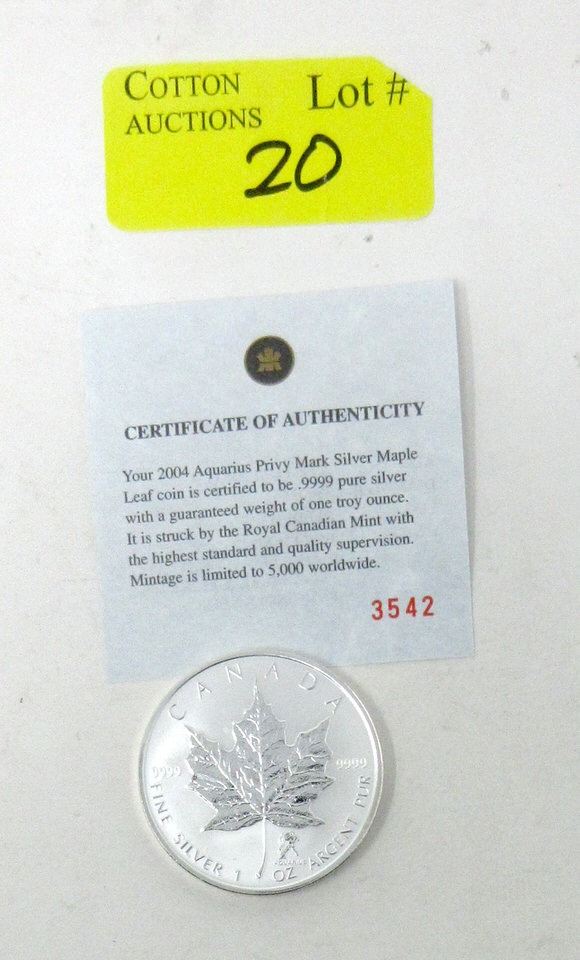 COTTON Lot #
AUCTIONS
20
CERTIFICATE OF AUTHENTICITY
Your 2004 Aquarius Privy Mark Silver Maple
Leaf coin is certified to be .9999 pure silver
with a guaranteed weight of one troy ounce.
It is struck by the Royal Canadian Mint with
the highest standard and quality supervision.
Mintage is limited to 5,000 worldwide.
3542
CANADA
9999 9999
FINE SILVER 1 OZ ARGENT PUR
AQUARIUS